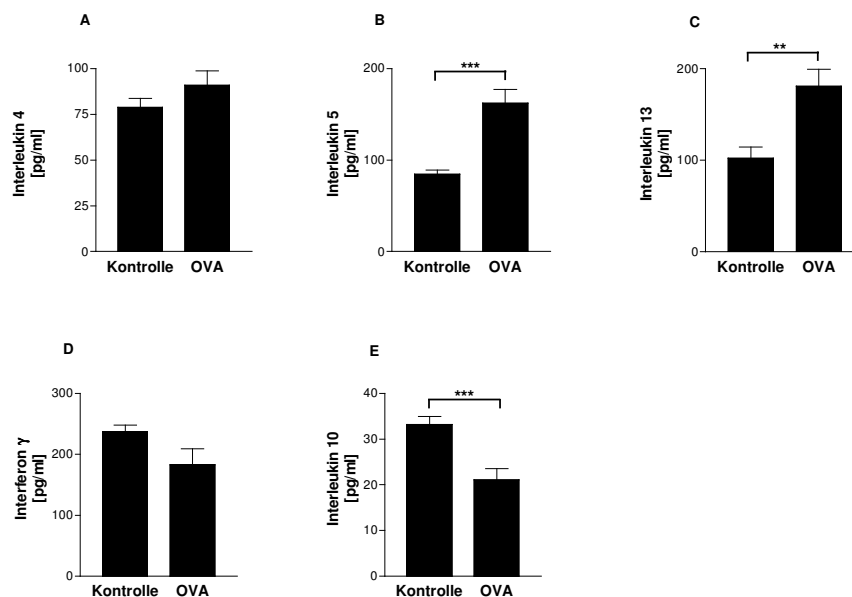 A
Interleukin 4
[pg/ml]
100
75
50
25
0
Kontrolle OVA
B
Interleukin 5
[pg/ml]
200
100
0
***
Kontrolle OVA
C
Interleukin 13
[pg/ml]
200
100
0
**
Kontrolle OVA
D
Interferon γ
[pg/ml]
300
200
100
0
Kontrolle OVA
E
Interleukin 10
[pg/ml]
40
30
20
10
0
***
Kontrolle OVA